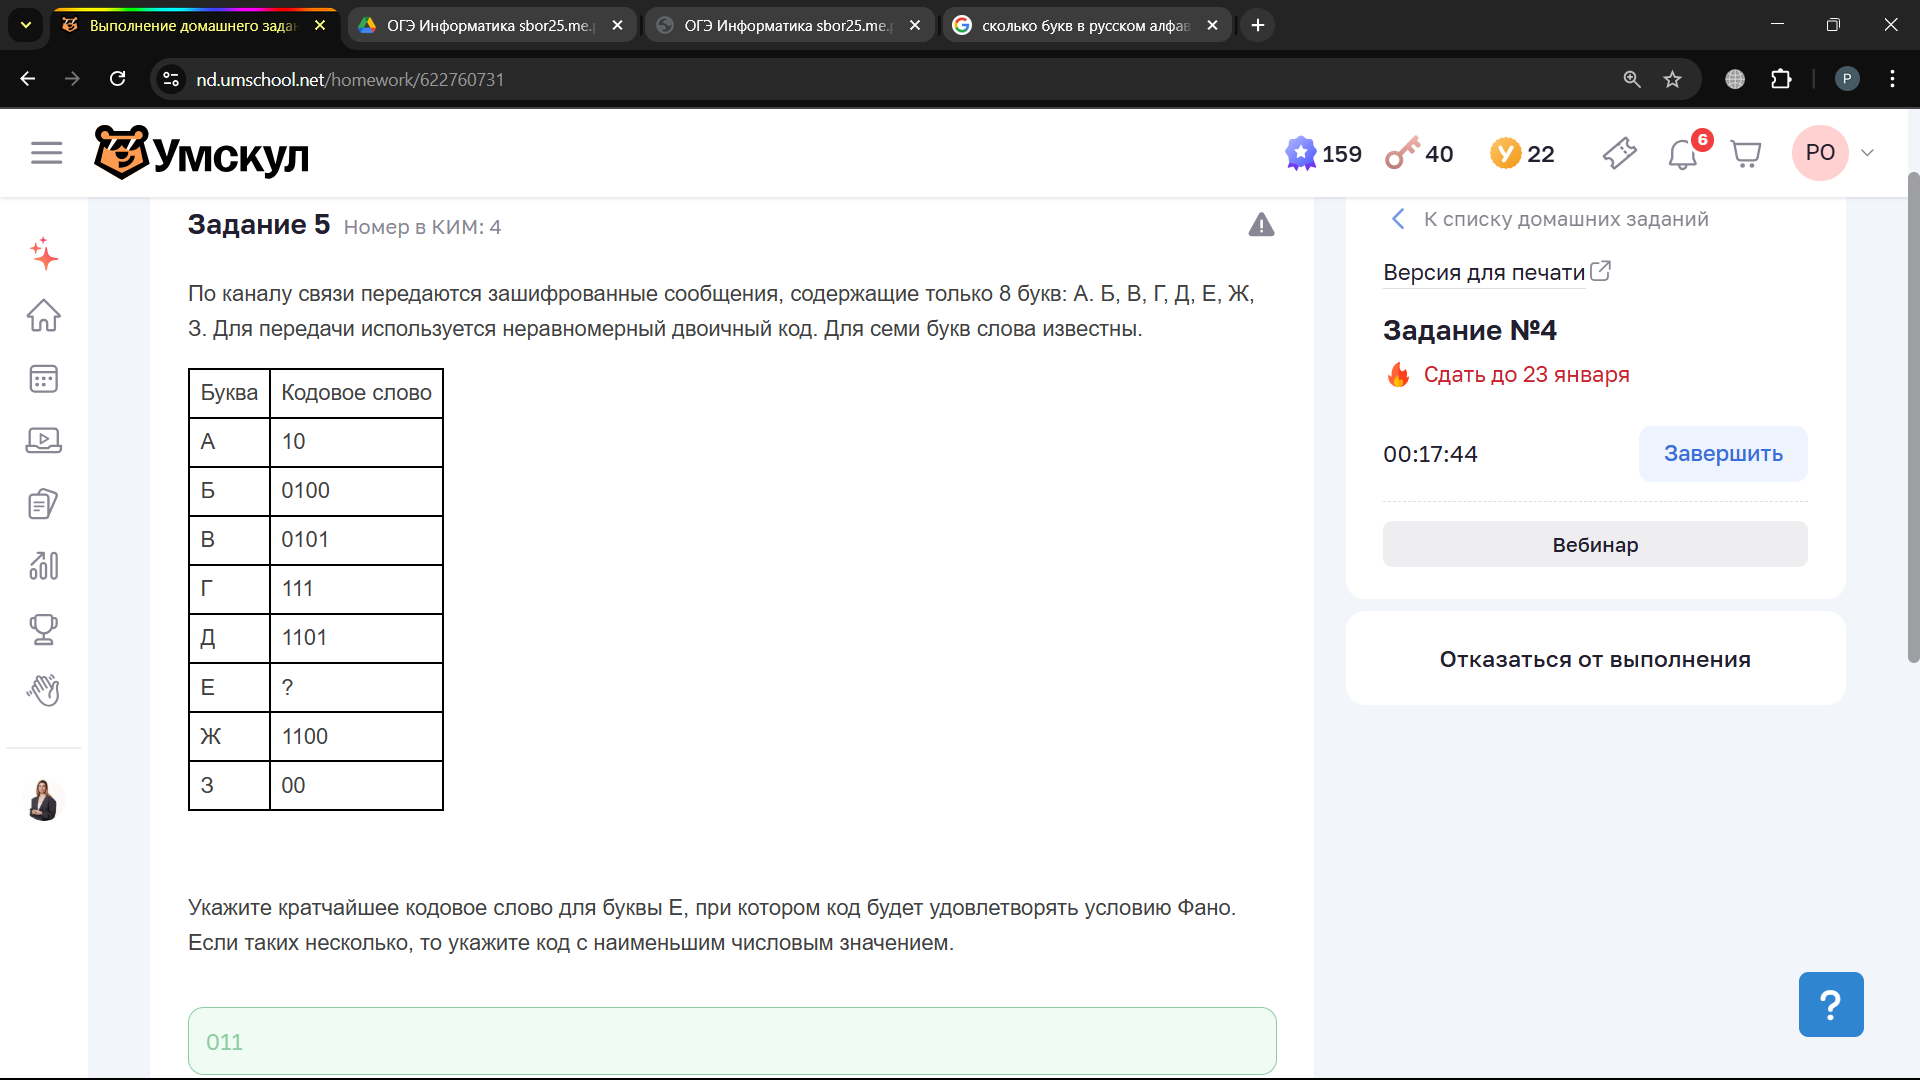 Выполнение домашнего зада
ОГЭ Информатика sbor25.me.
ОГЭ Информатика sbor25.me.
сколько букв в русском алфав
nd.umschool.net/homework/622760731
P
Умскул
159
40
У 22
6
PO
Задание 5 Номер в КИМ: 4
По каналу связи передаются зашифрованные сообщения, содержащие только 8 букв: А. Б, В, Г, Д, Е, Ж,
З. Для передачи используется неравномерный двоичный код. Для семи букв слова известны.
Буква Кодовое слово
А 10
Б 0100
В 0101
Г 111
Д 1101
Е ?
Ж 1100
З 00
Укажите кратчайшее кодовое слово для буквы Е, при котором код будет удовлетворять условию Фано.
Если таких несколько, то укажите код с наименьшим числовым значением.
011
К списку домашних заданий
Версия для печати
Задание №4
Сдать до 23 января
00:17:44
Завершить
Вебинар
Отказаться от выполнения
?